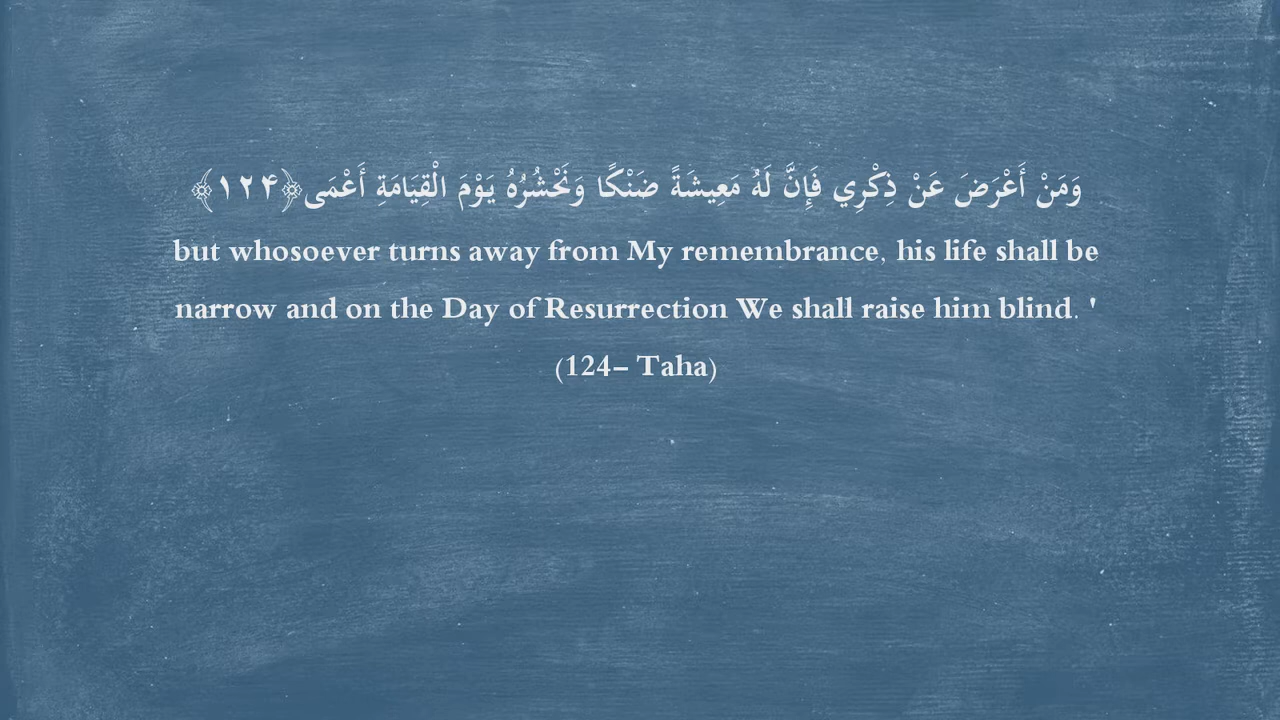 وَمَنْ أَعْرَضَ عَنْ ذِكْرِي فَإِنَّ لَهُ مَعِيشَةً ضَنْكًا وَنَحْشُرُهُ يَوْمَ الْقِيَامَةِ أَعْمَى﴿۱۲۴﴾
but whosoever turns away from My remembrance, his life shall be
narrow and on the Day of Resurrection We shall raise him blind. '
(124– Taha)